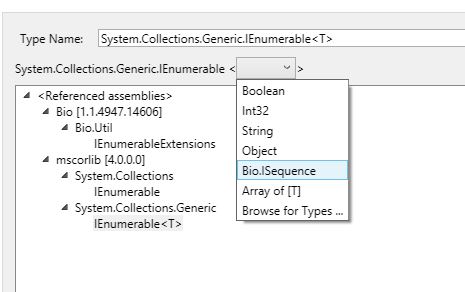 Type Name: System.Collections.Generic.IEnumerable<T>
System.Collections.Generic.IEnumerable < >
Boolean
Int32
String
Object
Bio.ISequence
Array of [T]
Browse for Types ...
<Referenced assemblies>
Bio [1.1.4947.14606]
Bio.Util
IEnumerableExtensions
mscorlib [4.0.0.0]
System.Collections
IEnumerable
System.Collections.Generic
IEnumerable<T>